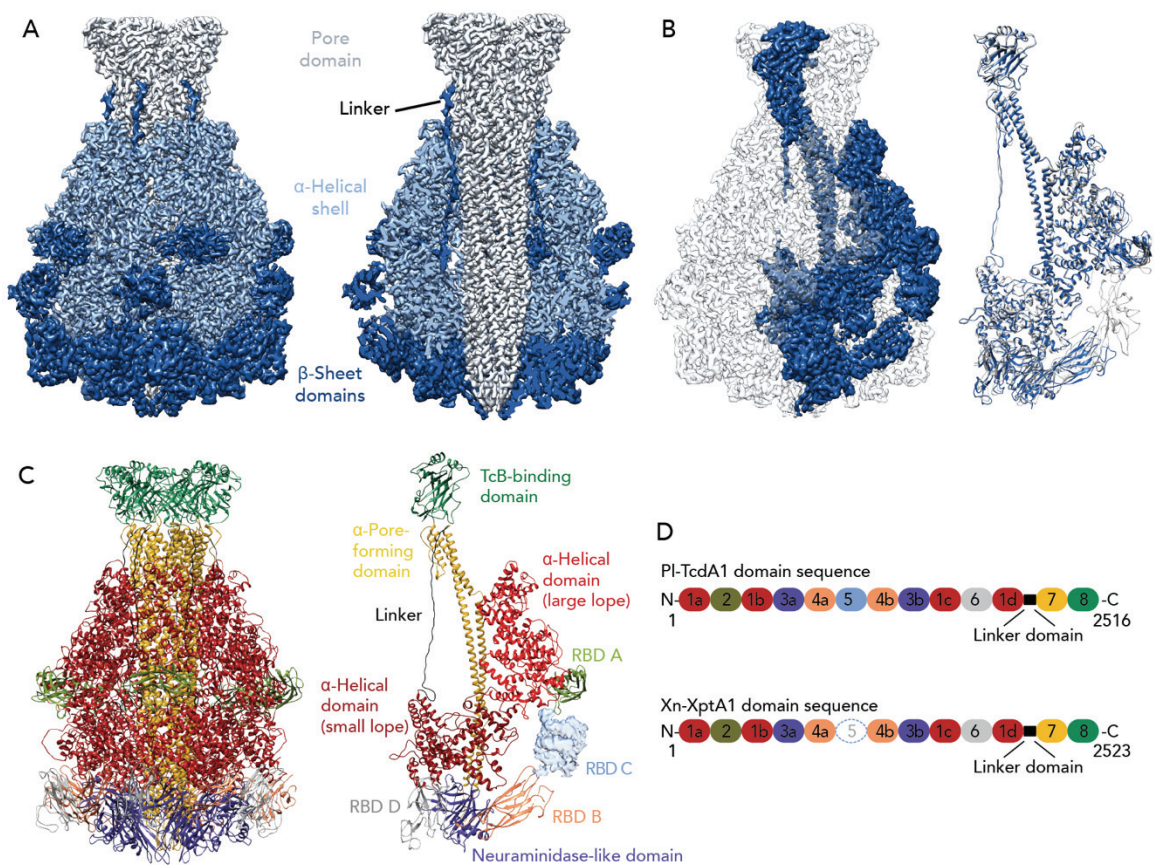 A
Pore
domain
Linker
α-Helical
shell
β-Sheet
domains
B
C
TcB-binding
domain
α-Pore-
forming
domain
α-Helical
domain
(large lope)
Linker
RBD A
α-Helical
domain
(small lope)
RBD C
RBD D
RBD B
Neuraminidase-like domain
D
Pl-TcdA1 domain sequence
N- 1a 2 1b 3a 4a 5 4b 3b 1c 6 1d 7 8 -C
1 2516
Linker domain
Xn-XptA1 domain sequence
N- 1a 2 1b 3a 4a 5 4b 3b 1c 6 1d 7 8 -C
1 2523
Linker domain